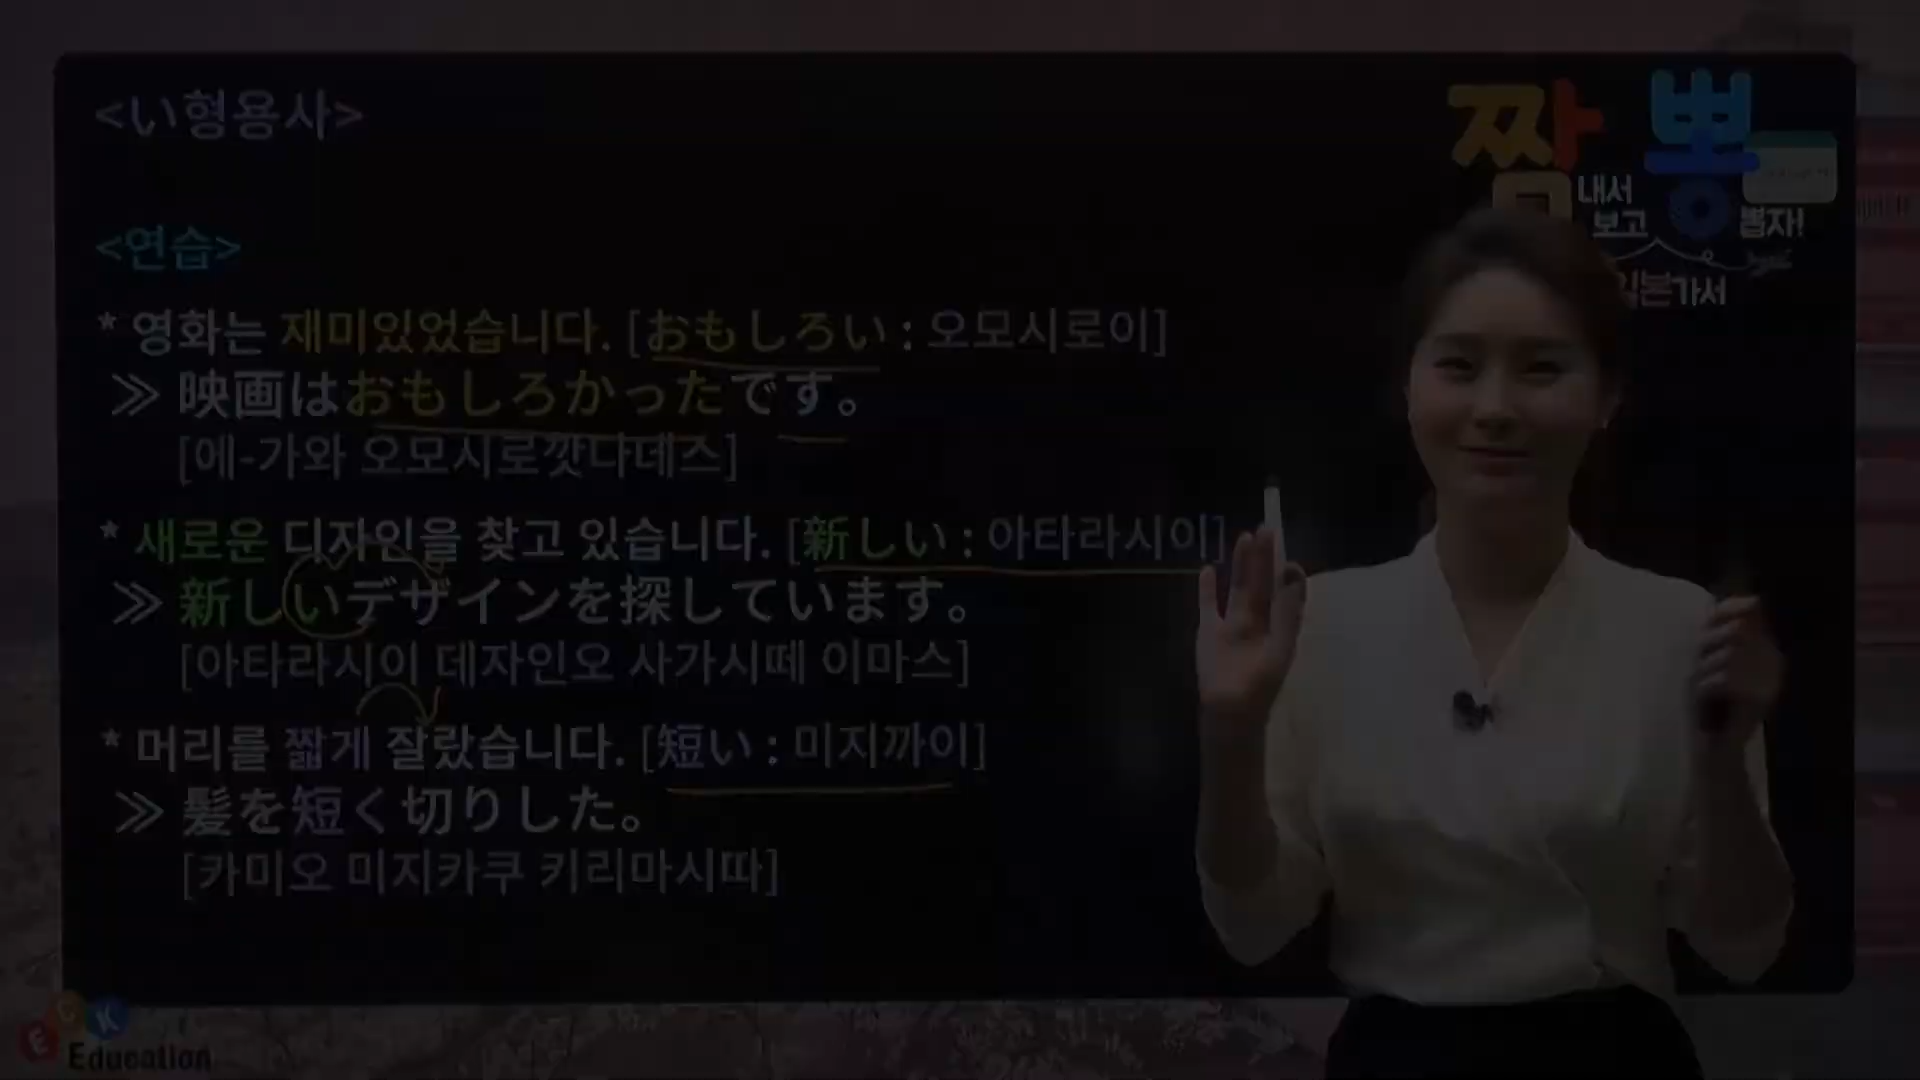 <い형용사>
<연습>
* 영화는 재미있었습니다. [おもしろい : 오모시로이]
≫ 映画はおもしろかったです。
[에-가와 오모시로깟다데스]
* 새로운 디자인을 찾고 있습니다. [新しい : 아타라시이]
≫ 新しいデザインを探しています。
[아타라시이 데자인오 사가시떼 이마스]
* 머리를 짧게 잘랐습니다. [短い : 미지까이]
≫ 髪を短く切りした。
[카미오 미지카쿠 키리마시따]
짬 뽕
내서
보고 뽑자!
일본가서
ECK
Education